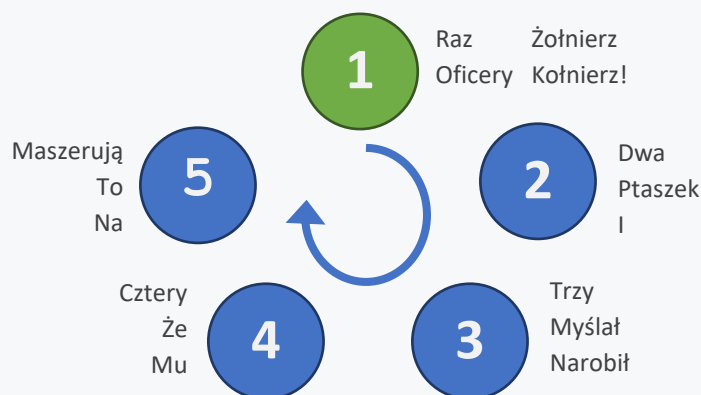 1
Raz Żołnierz
Oficery Kołnierz!
2
Dwa
Ptaszek
I
3
Trzy
Myślał
Narobił
4
Cztery
Że
Mu
5
Maszerują
To
Na